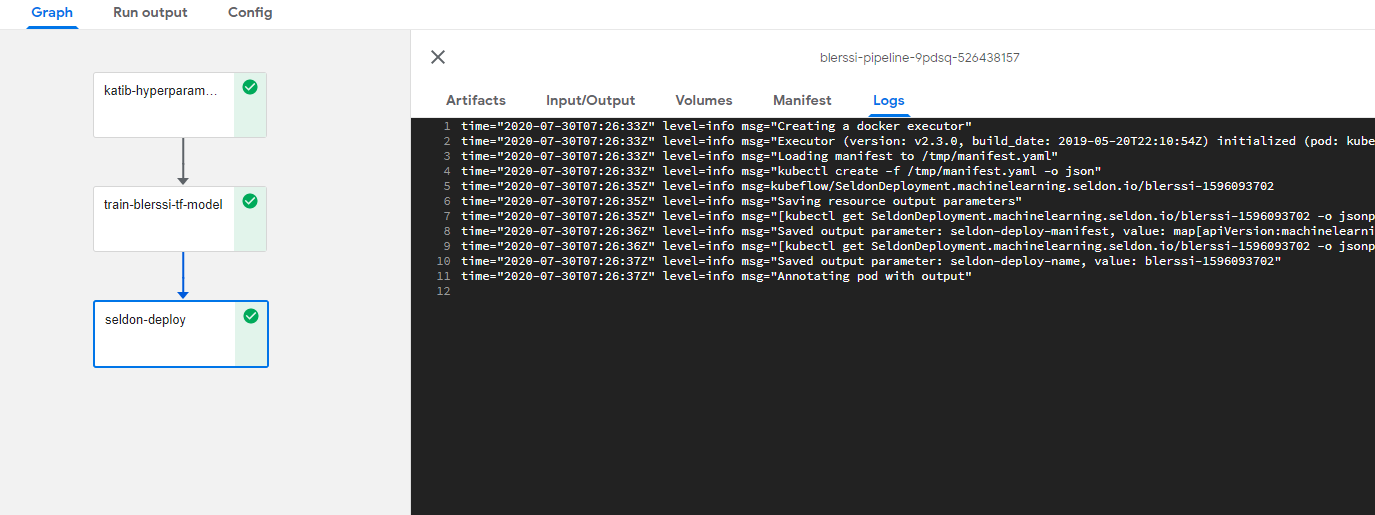 Graph Run output Config
katib-hyperparam...
train-blerssi-tf-model
seldon-deploy
blerssi-pipeline-9pdsq-526438157
Artifacts Input/Output Volumes Manifest Logs
1 time="2020-07-30T07:26:33Z" level=info msg="Creating a docker executor"
2 time="2020-07-30T07:26:33Z" level=info msg="Executor (version: v2.3.0, build_date: 2019-05-20T22:10:54Z) initialized (pod: kube
3 time="2020-07-30T07:26:33Z" level=info msg="Loading manifest to /tmp/manifest.yaml"
4 time="2020-07-30T07:26:33Z" level=info msg="kubectl create -f /tmp/manifest.yaml -o json"
5 time="2020-07-30T07:26:35Z" level=info msg=kubeflow/SeldonDeployment.machinelearning.seldon.io/blerssi-1596093702
6 time="2020-07-30T07:26:35Z" level=info msg="Saving resource output parameters"
7 time="2020-07-30T07:26:35Z" level=info msg="[kubectl get SeldonDeployment.machinelearning.seldon.io/blerssi-1596093702 -o jsonp
8 time="2020-07-30T07:26:36Z" level=info msg="Saved output parameter: seldon-deploy-manifest, value: map[apiVersion:machinelearni
9 time="2020-07-30T07:26:36Z" level=info msg="[kubectl get SeldonDeployment.machinelearning.seldon.io/blerssi-1596093702 -o jsonp
10 time="2020-07-30T07:26:37Z" level=info msg="Saved output parameter: seldon-deploy-name, value: blerssi-1596093702"
11 time="2020-07-30T07:26:37Z" level=info msg="Annotating pod with output"
12